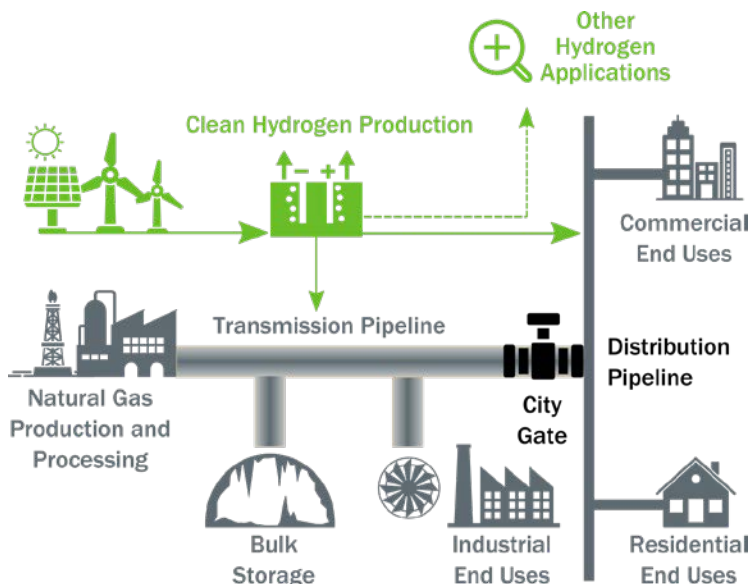 Other
Hydrogen
Applications
Clean Hydrogen Production
− +
Commercial
End Uses
Transmission Pipeline
Distribution
Pipeline
Natural Gas
Production and
Processing
City
Gate
Bulk
Storage
Industrial
End Uses
Residential
End Uses